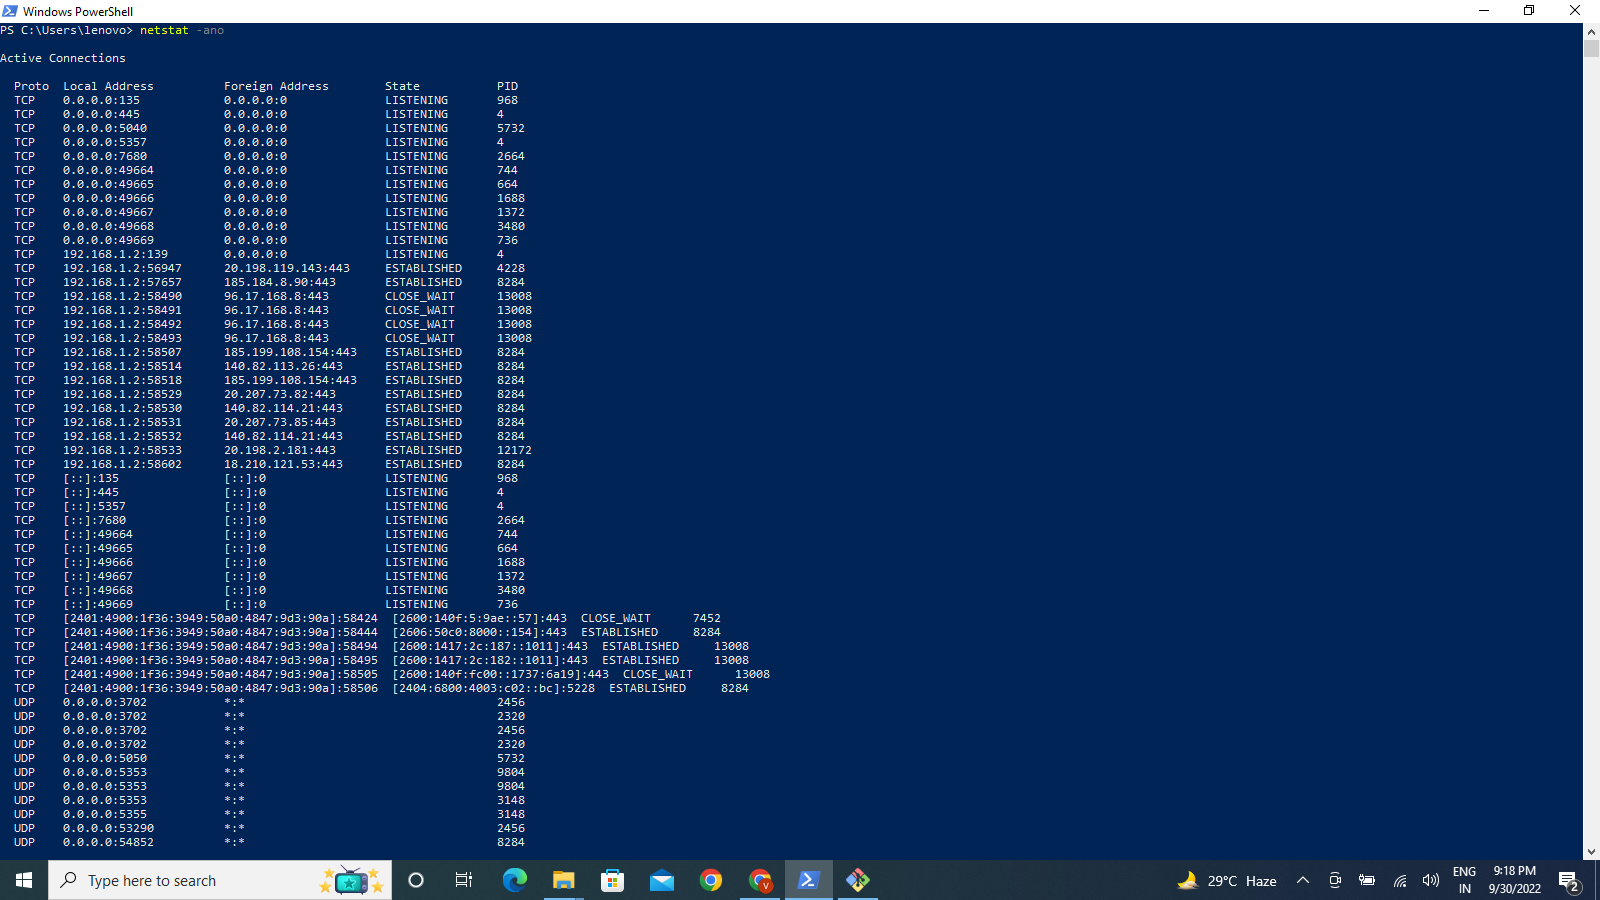 Windows PowerShell
PS C:\Users\lenovo> netstat -ano
Active Connections
Proto  Local Address          Foreign Address        State           PID
TCP    0.0.0.0:135            0.0.0.0:0              LISTENING       968
TCP    0.0.0.0:445            0.0.0.0:0              LISTENING       4
TCP    0.0.0.0:5040           0.0.0.0:0              LISTENING       5732
TCP    0.0.0.0:5357           0.0.0.0:0              LISTENING       4
TCP    0.0.0.0:7680           0.0.0.0:0              LISTENING       2664
TCP    0.0.0.0:49664          0.0.0.0:0              LISTENING       744
TCP    0.0.0.0:49665          0.0.0.0:0              LISTENING       664
TCP    0.0.0.0:49666          0.0.0.0:0              LISTENING       1688
TCP    0.0.0.0:49667          0.0.0.0:0              LISTENING       1372
TCP    0.0.0.0:49668          0.0.0.0:0              LISTENING       3480
TCP    0.0.0.0:49669          0.0.0.0:0              LISTENING       736
TCP    192.168.1.2:139        0.0.0.0:0              LISTENING       4
TCP    192.168.1.2:56947      20.198.119.143:443     ESTABLISHED     4228
TCP    192.168.1.2:57657      185.184.8.90:443       ESTABLISHED     8284
TCP    192.168.1.2:58490      96.17.168.8:443        CLOSE_WAIT      13008
TCP    192.168.1.2:58491      96.17.168.8:443        CLOSE_WAIT      13008
TCP    192.168.1.2:58492      96.17.168.8:443        CLOSE_WAIT      13008
TCP    192.168.1.2:58493      96.17.168.8:443        CLOSE_WAIT      13008
TCP    192.168.1.2:58507      185.199.108.154:443    ESTABLISHED     8284
TCP    192.168.1.2:58514      140.82.113.26:443      ESTABLISHED     8284
TCP    192.168.1.2:58518      185.199.108.154:443    ESTABLISHED     8284
TCP    192.168.1.2:58529      20.207.73.82:443       ESTABLISHED     8284
TCP    192.168.1.2:58530      140.82.114.21:443      ESTABLISHED     8284
TCP    192.168.1.2:58531      20.207.73.85:443       ESTABLISHED     8284
TCP    192.168.1.2:58532      140.82.114.21:443      ESTABLISHED     8284
TCP    192.168.1.2:58533      20.198.2.181:443       ESTABLISHED     12172
TCP    192.168.1.2:58602      18.210.121.53:443      ESTABLISHED     8284
TCP    [::]:135               [::]:0                 LISTENING       968
TCP    [::]:445               [::]:0                 LISTENING       4
TCP    [::]:5357              [::]:0                 LISTENING       4
TCP    [::]:7680              [::]:0                 LISTENING       2664
TCP    [::]:49664             [::]:0                 LISTENING       744
TCP    [::]:49665             [::]:0                 LISTENING       664
TCP    [::]:49666             [::]:0                 LISTENING       1688
TCP    [::]:49667             [::]:0                 LISTENING       1372
TCP    [::]:49668             [::]:0                 LISTENING       3480
TCP    [::]:49669             [::]:0                 LISTENING       736
TCP    [2401:4900:1f36:3949:50a0:4847:9d3:90a]:58424  [2600:140f:5:9ae::57]:443  CLOSE_WAIT      7452
TCP    [2401:4900:1f36:3949:50a0:4847:9d3:90a]:58444  [2606:50c0:8000::154]:443  ESTABLISHED     8284
TCP    [2401:4900:1f36:3949:50a0:4847:9d3:90a]:58494  [2600:1417:2c:187::1011]:443  ESTABLISHED     13008
TCP    [2401:4900:1f36:3949:50a0:4847:9d3:90a]:58495  [2600:1417:2c:182::1011]:443  ESTABLISHED     13008
TCP    [2401:4900:1f36:3949:50a0:4847:9d3:90a]:58505  [2600:140f:fc00::1737:6a19]:443  CLOSE_WAIT      13008
TCP    [2401:4900:1f36:3949:50a0:4847:9d3:90a]:58506  [2404:6800:4003:c02::bc]:5228  ESTABLISHED     8284
UDP    0.0.0.0:3702           *:*                                    2456
UDP    0.0.0.0:3702           *:*                                    2320
UDP    0.0.0.0:3702           *:*                                    2456
UDP    0.0.0.0:3702           *:*                                    2320
UDP    0.0.0.0:5050           *:*                                    5732
UDP    0.0.0.0:5353           *:*                                    9804
UDP    0.0.0.0:5353           *:*                                    9804
UDP    0.0.0.0:5353           *:*                                    3148
UDP    0.0.0.0:5355           *:*                                    3148
UDP    0.0.0.0:53290          *:*                                    2456
UDP    0.0.0.0:54852          *:*                                    8284
Type here to search
V
29°C Haze
ENG
IN
9:18 PM
9/30/2022
2